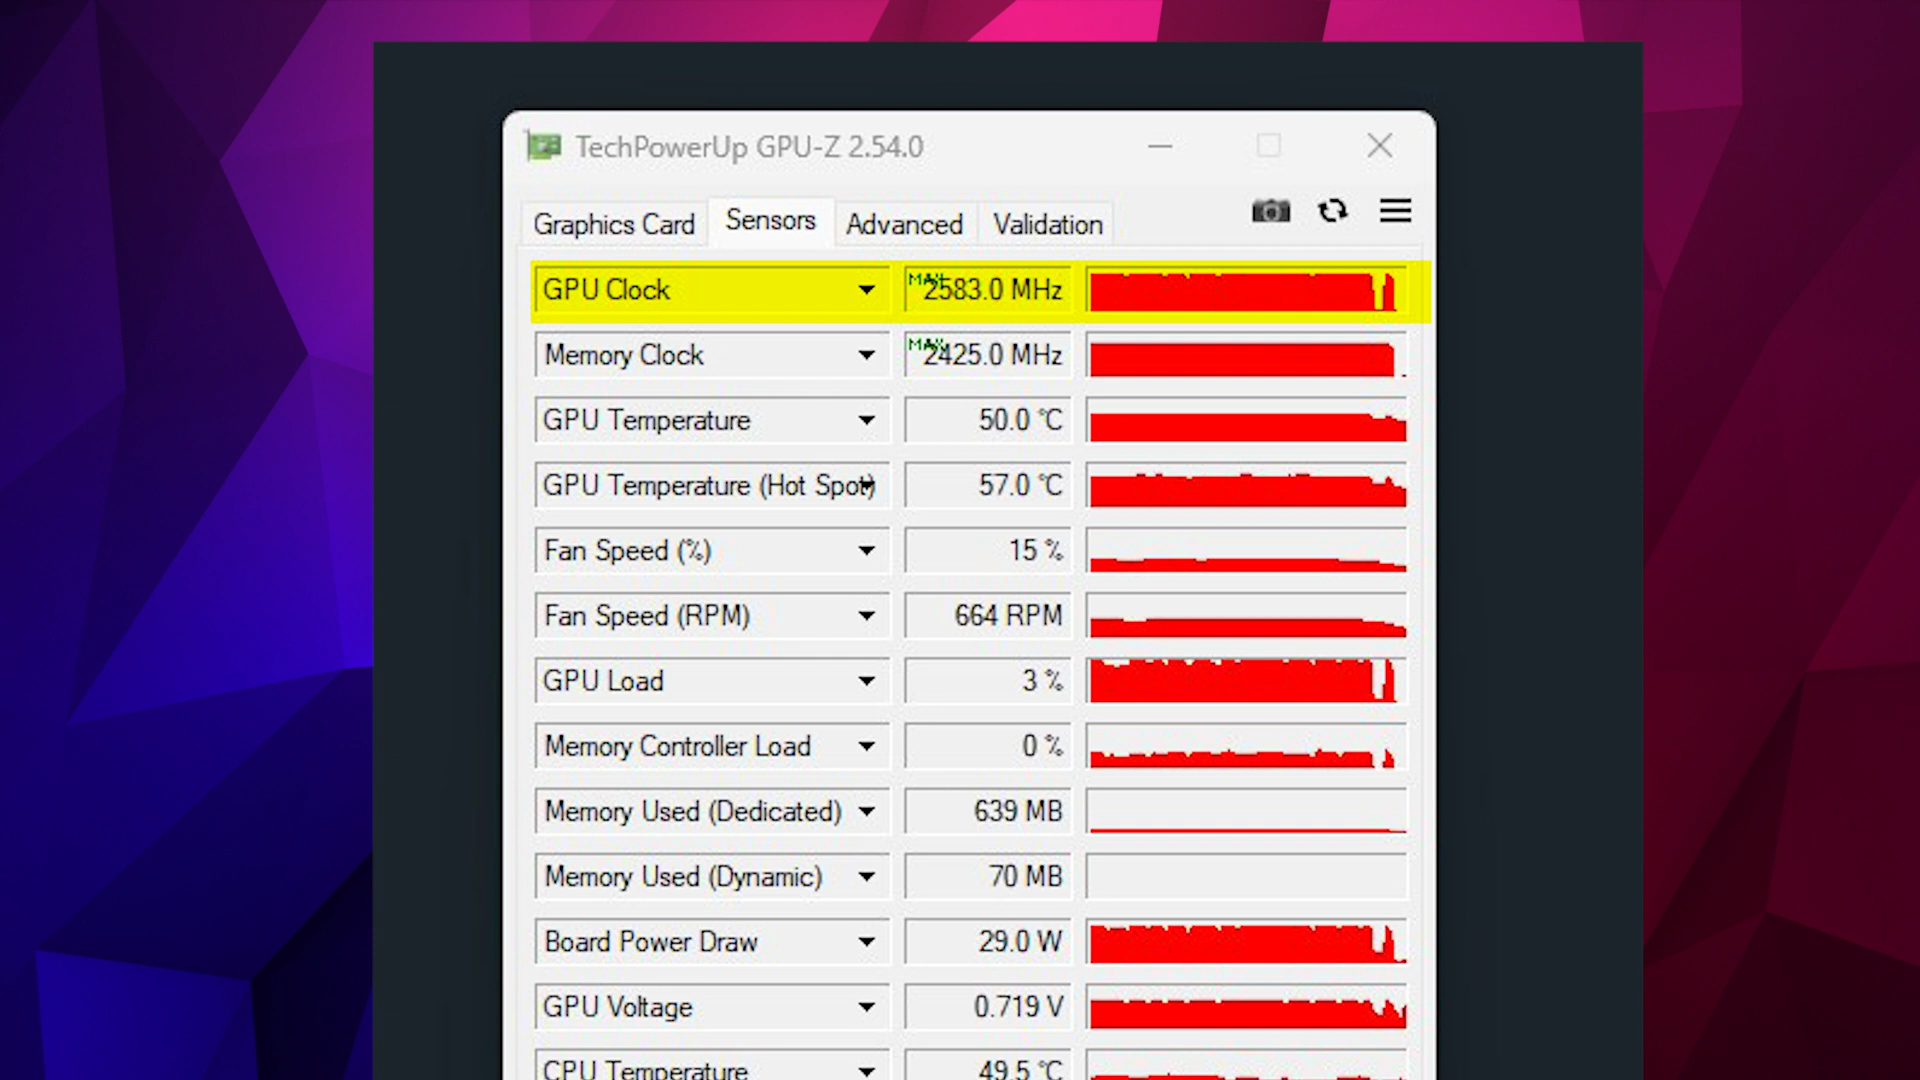 TechPowerUp GPU-Z 2.54.0
Graphics Card Sensors Advanced Validation
GPU Clock MAX 2583.0 MHz
Memory Clock MAX 2425.0 MHz
GPU Temperature 50.0 °C
GPU Temperature (Hot Spot) 57.0 °C
Fan Speed (%) 15 %
Fan Speed (RPM) 664 RPM
GPU Load 3 %
Memory Controller Load 0 %
Memory Used (Dedicated) 639 MB
Memory Used (Dynamic) 70 MB
Board Power Draw 29.0 W
GPU Voltage 0.719 V
CPU Temperature 49.5 °C